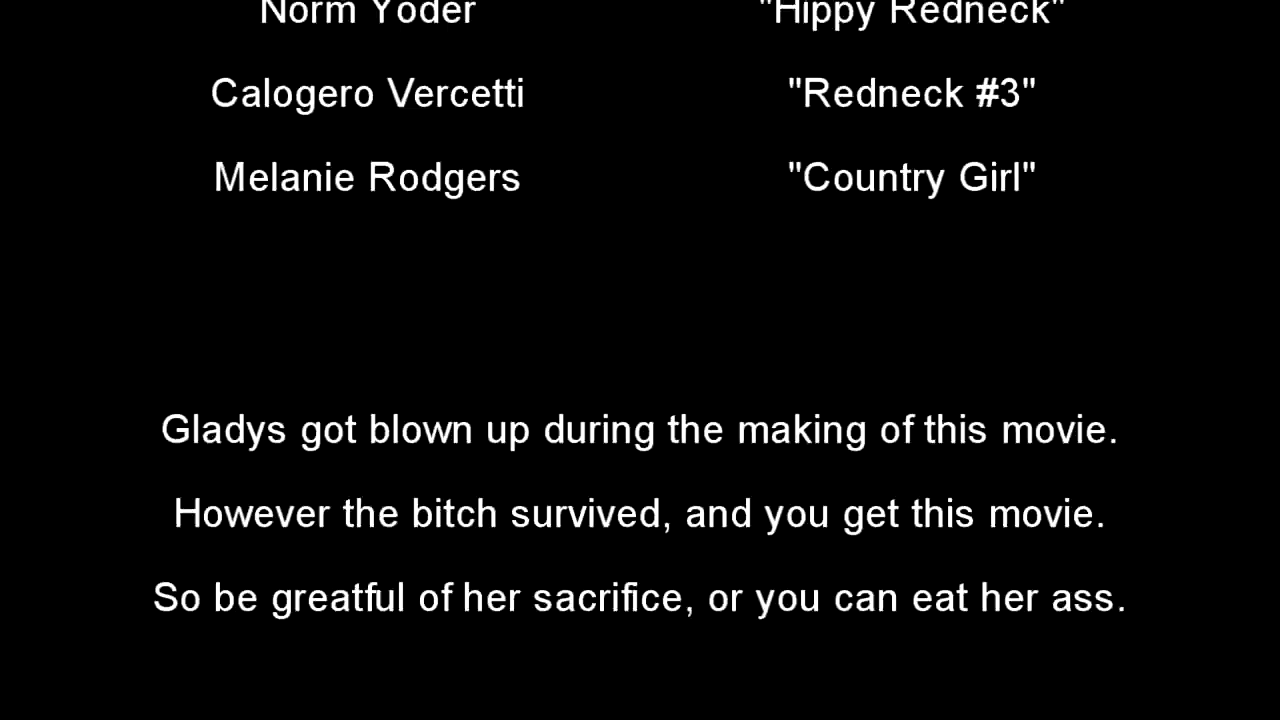 Norm Yoder "Hippy Redneck"
Calogero Vercetti "Redneck #3"
Melanie Rodgers "Country Girl"
Gladys got blown up during the making of this movie.
However the bitch survived, and you get this movie.
So be greatful of her sacrifice, or you can eat her ass.